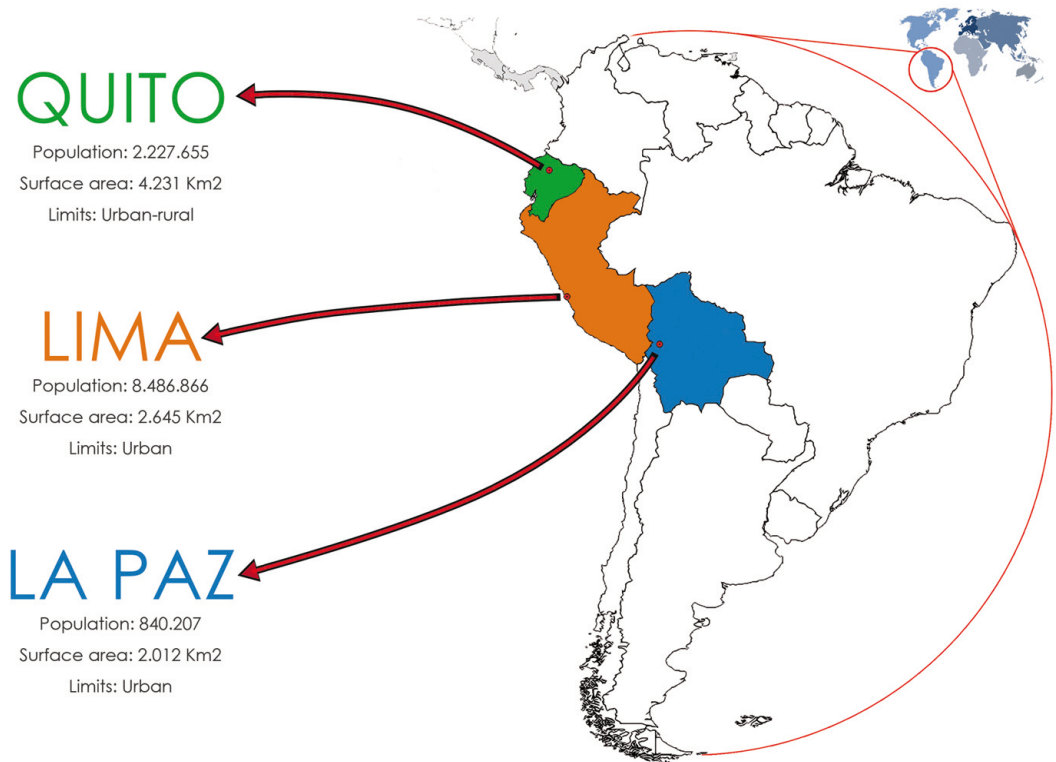 QUITO
Population: 2.227.655
Surface area: 4.231 Km2
Limits: Urban-rural
LIMA
Population: 8.486.866
Surface area: 2.645 Km2
Limits: Urban
LA PAZ
Population: 840.207
Surface area: 2.012 Km2
Limits: Urban